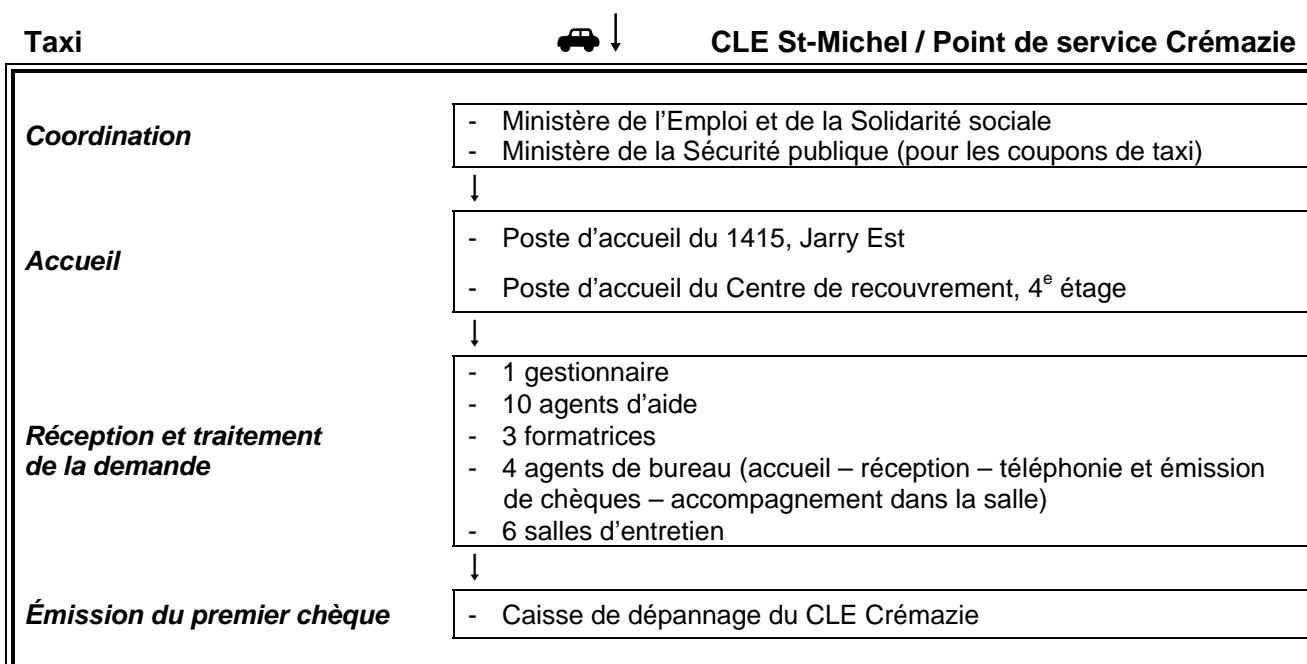 Taxi CLE St-Michel / Point de service Crémazie
Coordination
- Ministère de l'Emploi et de la Solidarité sociale
- Ministère de la Sécurité publique (pour les coupons de taxi)
Accueil
- Poste d'accueil du 1415, Jarry Est
- Poste d'accueil du Centre de recouvrement, 4e étage
Réception et traitement
de la demande
- 1 gestionnaire
- 10 agents d'aide
- 3 formatrices
- 4 agents de bureau (accueil – réception – téléphonie et émission
de chèques – accompagnement dans la salle)
- 6 salles d'entretien
Émission du premier chèque
- Caisse de dépannage du CLE Crémazie